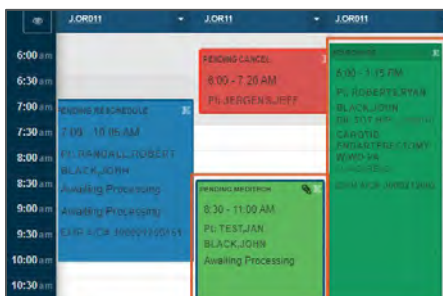 J.OR011
J.OR11
J.OR011
6:00 am
6:30 am
7:00 am
7:30 am
8:00 am
8:30 am
9:00 am
9:30 am
10:00 am
10:30 am
PENDING RESCHEDULE
7:00 - 10:05 AM
Pt: RANDALL,ROBERT
BLACK,JOHN
Awaiting Processing
Awaiting Processing
PENDING CANCEL
6:00 - 7:20 AM
Pt: JERGENS,JEFF
PENDING MEDITECH
8:30 - 11:00 AM
Pt: TEST,JAN
BLACK,JOHN
Awaiting Processing
6:00 - 1:15 PM
Pt: ROBERTS,RYAN
BLACK,JOHN
CAROTID
ENDARTERECTOMY